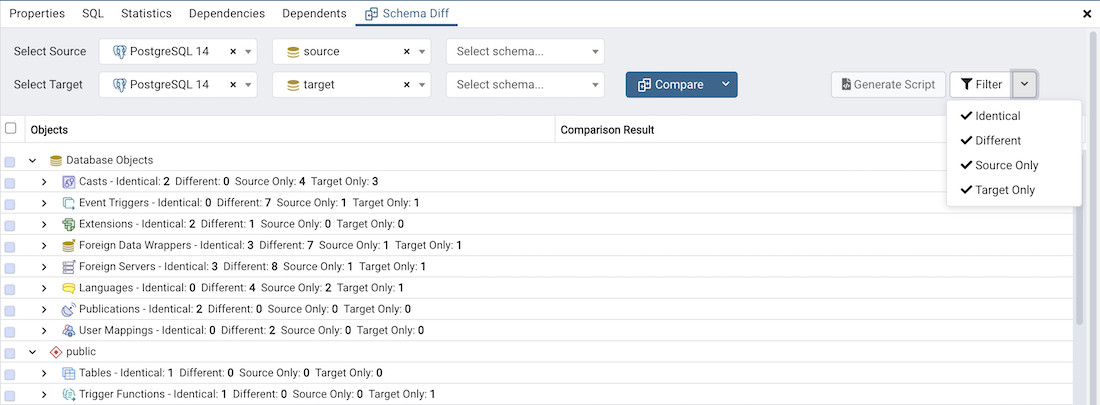 Properties SQL Statistics Dependencies Dependents Schema Diff
Select Source PostgreSQL 14 source Select schema...
Select Target PostgreSQL 14 target Select schema... Compare Generate Script Filter
Identical
Different
Source Only
Target Only
Objects Comparison Result
Database Objects
Casts - Identical: 2 Different: 0 Source Only: 4 Target Only: 3
Event Triggers - Identical: 0 Different: 7 Source Only: 1 Target Only: 1
Extensions - Identical: 2 Different: 1 Source Only: 0 Target Only: 0
Foreign Data Wrappers - Identical: 3 Different: 7 Source Only: 1 Target Only: 1
Foreign Servers - Identical: 3 Different: 8 Source Only: 1 Target Only: 1
Languages - Identical: 0 Different: 4 Source Only: 2 Target Only: 1
Publications - Identical: 2 Different: 0 Source Only: 0 Target Only: 0
User Mappings - Identical: 0 Different: 2 Source Only: 0 Target Only: 0
public
Tables - Identical: 1 Different: 0 Source Only: 0 Target Only: 0
Trigger Functions - Identical: 1 Different: 0 Source Only: 0 Target Only: 1